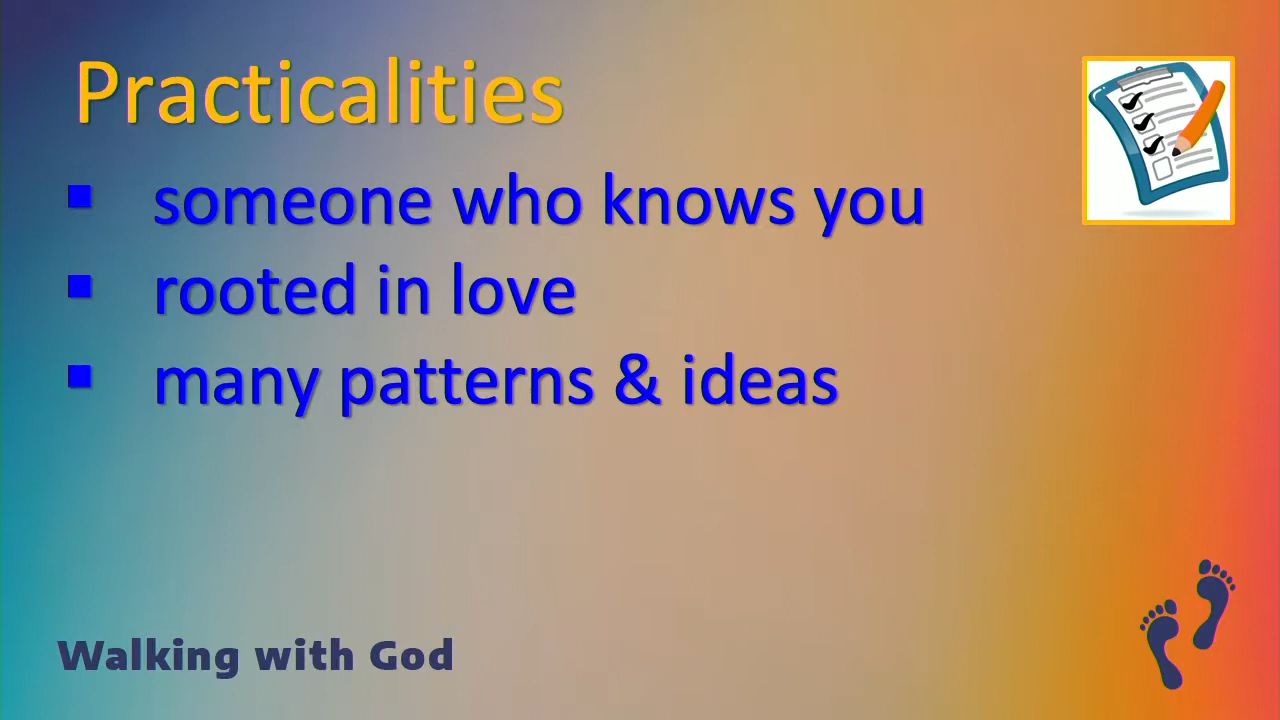 Practicalities
▪ someone who knows you
▪ rooted in love
▪ many patterns & ideas
Walking with God